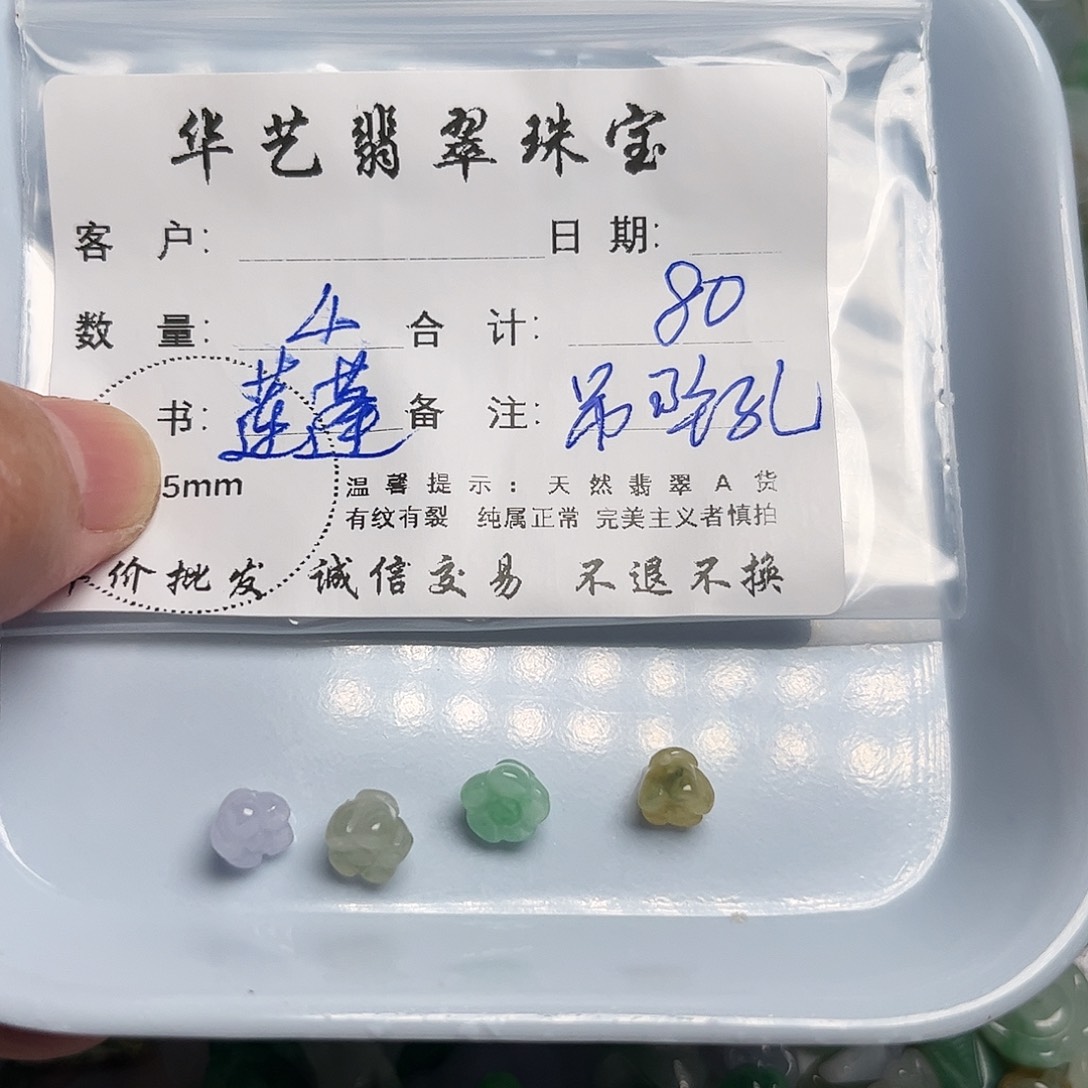 华艺翡翠珠宝
客 户: 日 期:
数 量: 4 合 计: 80
书: 莲蓬 备 注: 吊 孔
5mm 温馨提示: 天然翡翠A货
有纹有裂 纯属正常 完美主义者慎拍
价批发 诚信交易 不退不换